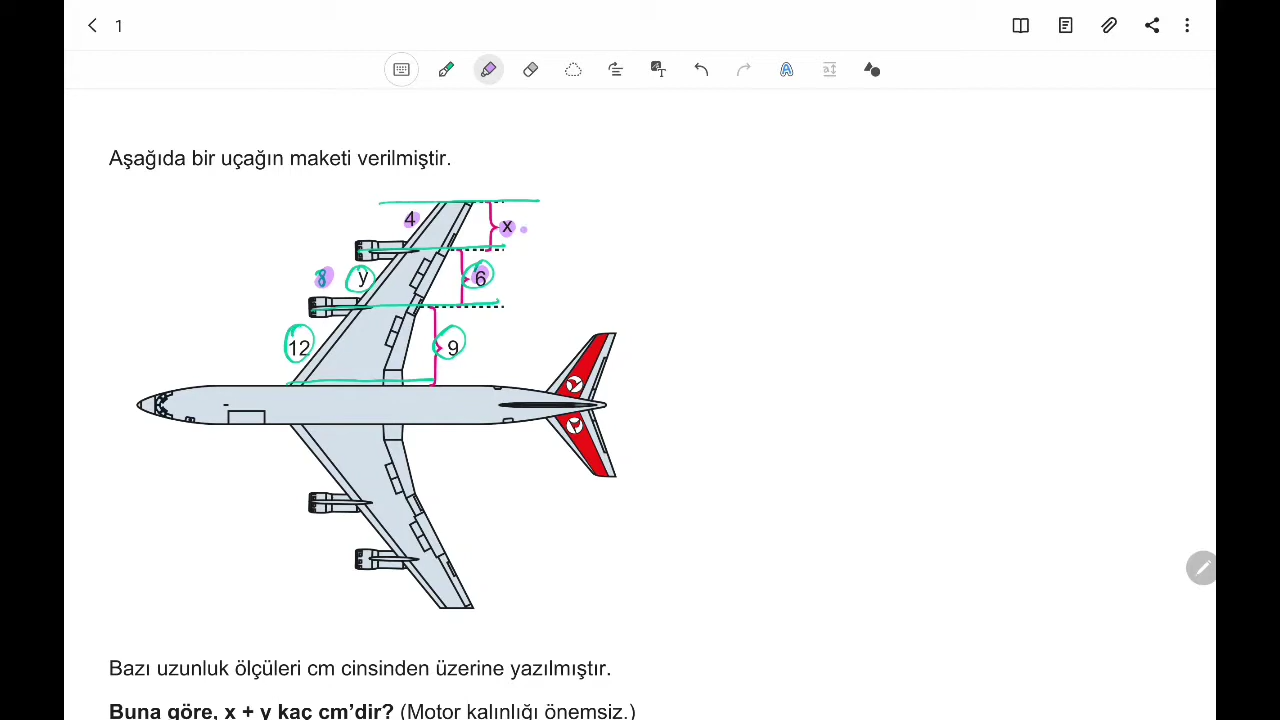 1
Aşağıda bir uçağın maketi verilmiştir.
4
x
8
y
6
12
9
Bazı uzunluk ölçüleri cm cinsinden üzerine yazılmıştır.
Buna göre, x + y kaç cm’dir? (Motor kalınlığı önemsiz.)